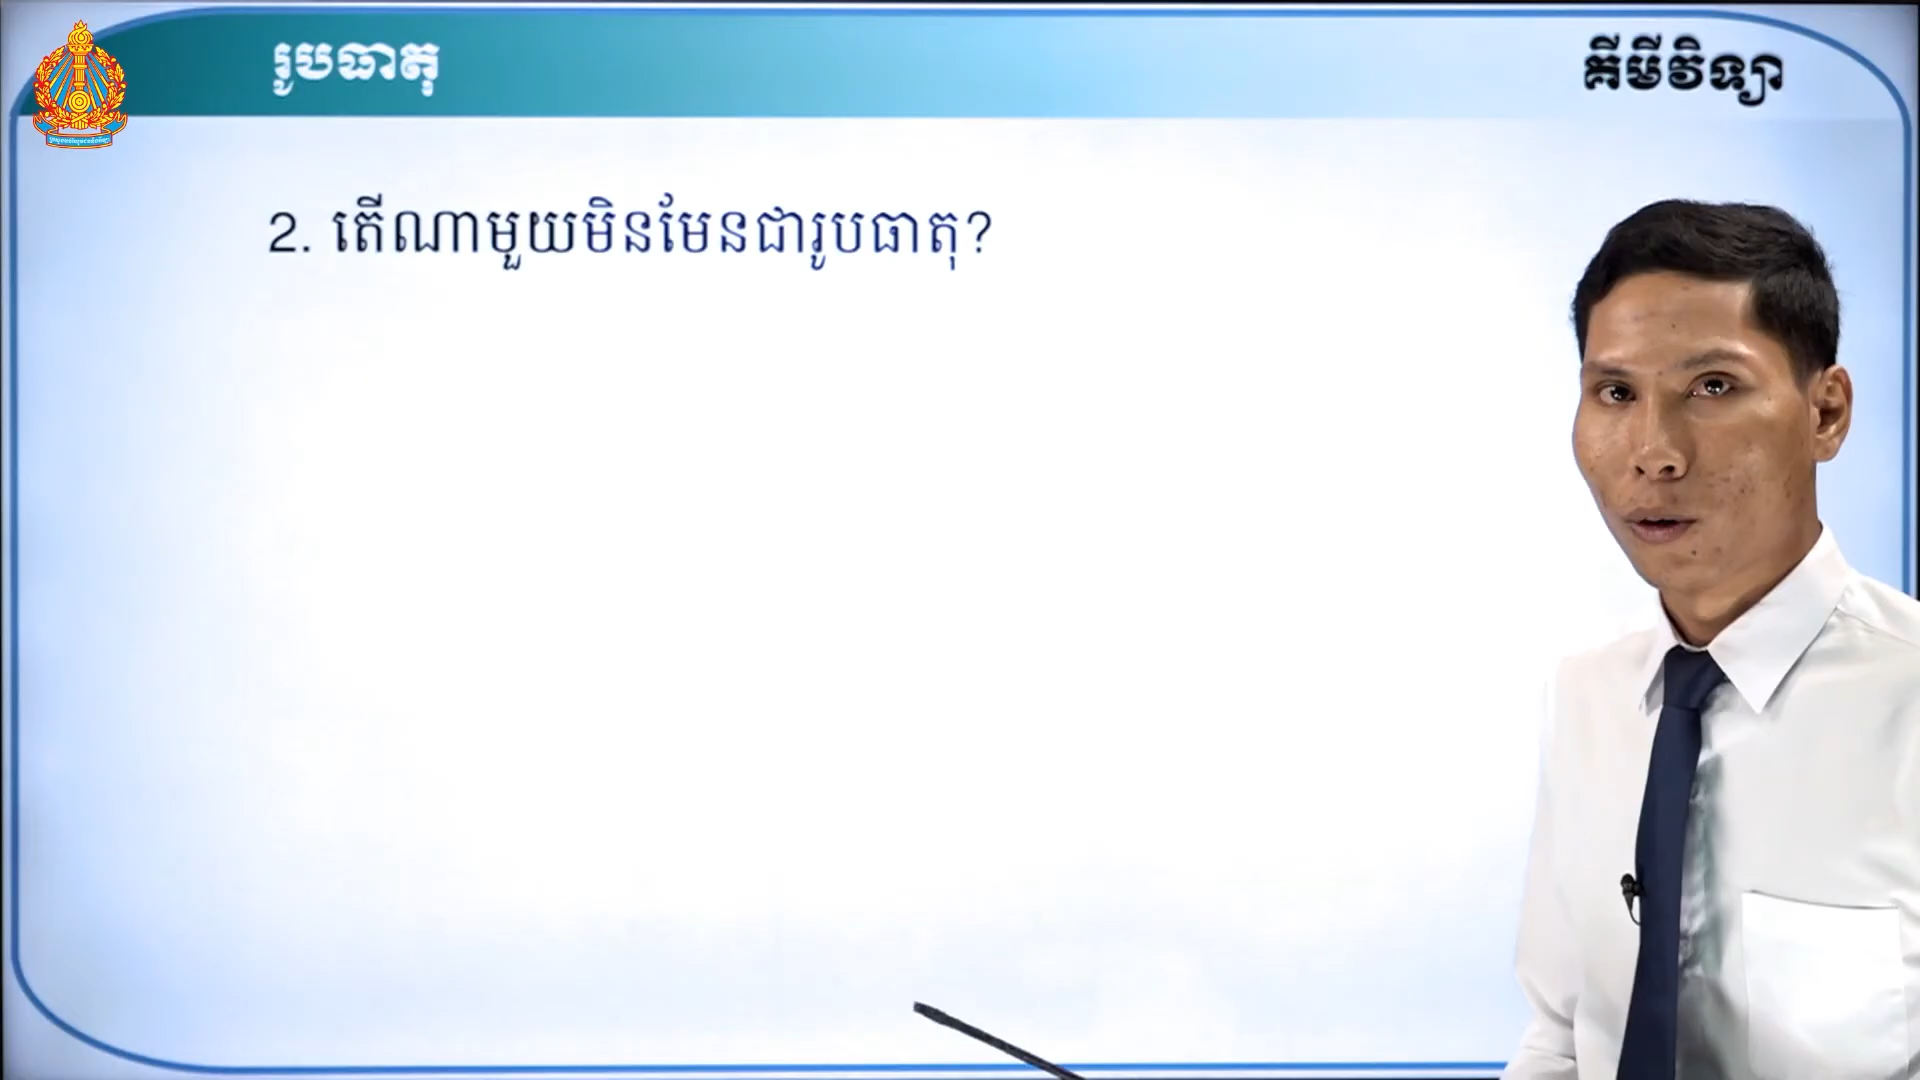 រូបធាតុ
គីមីវិទ្យា
2. តើណាមួយមិនមែនជារូបធាតុ?